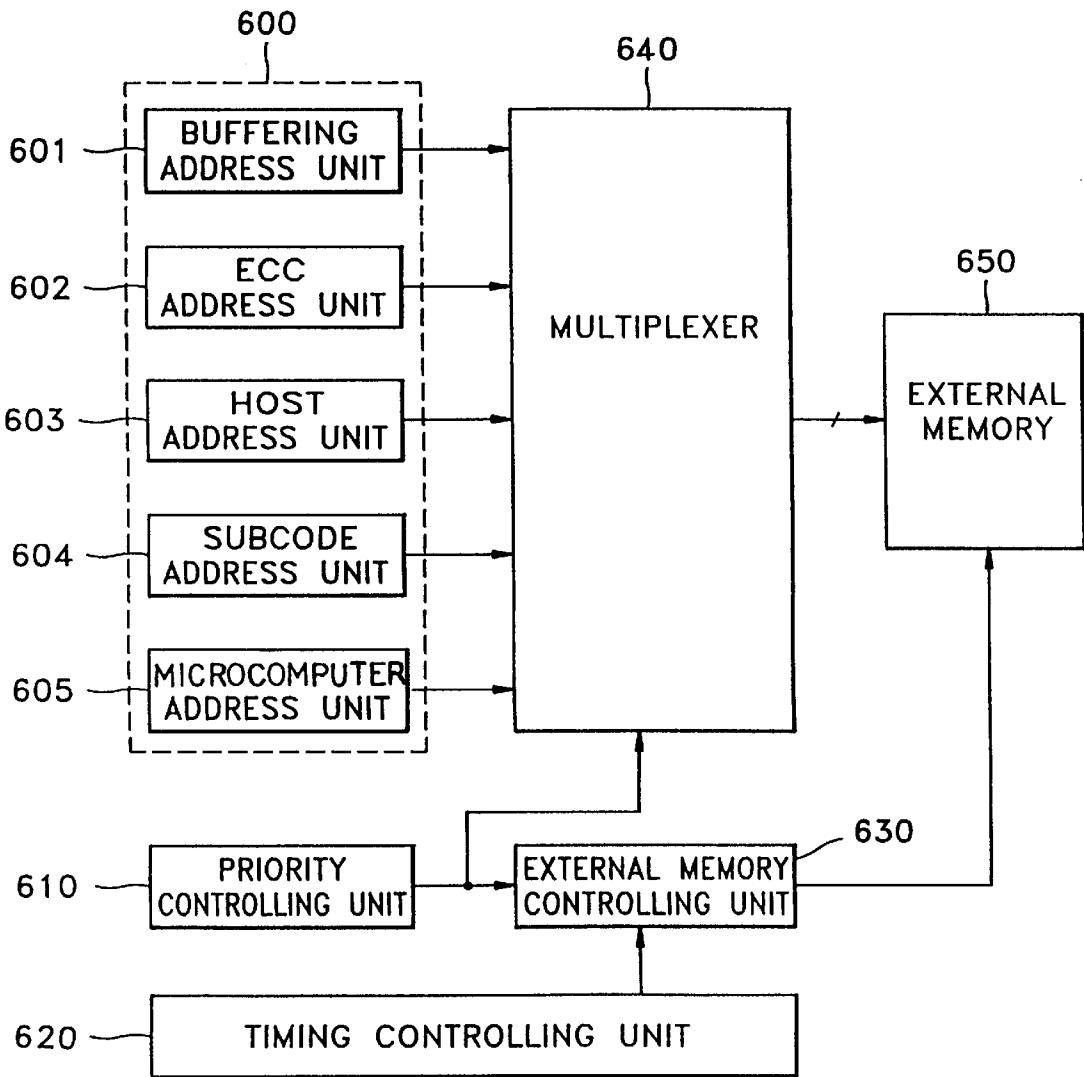 600
640
601
BUFFERING
ADDRESS UNIT
602
ECC
ADDRESS UNIT
650
MULTIPLEXER
603
HOST
ADDRESS UNIT
EXTERNAL
MEMORY
604
SUBCODE
ADDRESS UNIT
605
MICROCOMPUTER
ADDRESS UNIT
630
610
PRIORITY
CONTROLLING UNIT
EXTERNAL MEMORY
CONTROLLING UNIT
620
TIMING CONTROLLING UNIT